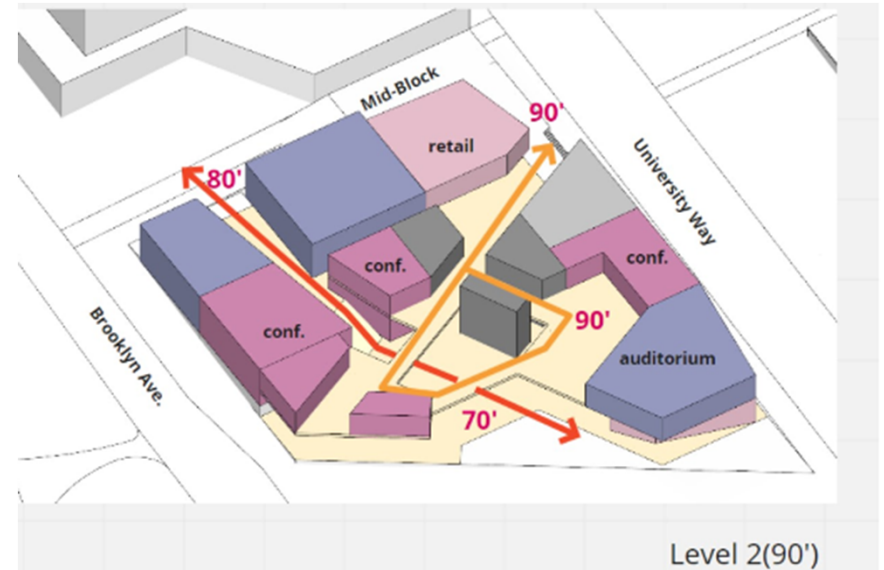 Mid-Block
90'
retail
University Way
80'
conf.
conf.
conf.
Brooklyn Ave.
90'
auditorium
70'
Level 2(90')